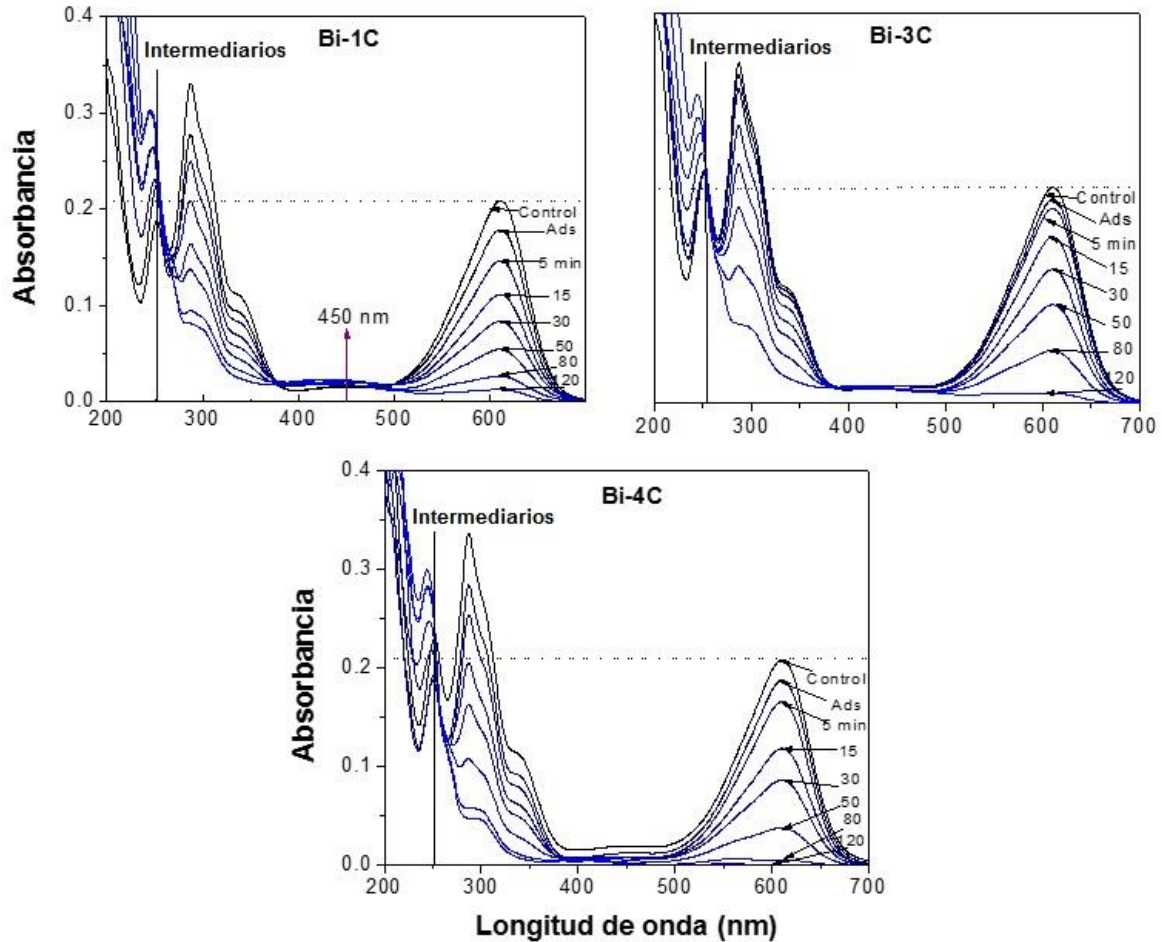 Bi-1C
Intermediarios
0.4
0.3
0.2
0.1
0.0
Absorbancia
450 nm
Control
Ads
5 min
15
30
50
80
120
200 300 400 500 600
Bi-3C
Intermediarios
Control
Ads
5 min
15
30
50
80
120
200 300 400 500 600 700
Bi-4C
Intermediarios
0.4
0.3
0.2
0.1
0.0
Absorbancia
Control
Ads
5 min
15
30
50
80
120
200 300 400 500 600 700
Longitud de onda (nm)